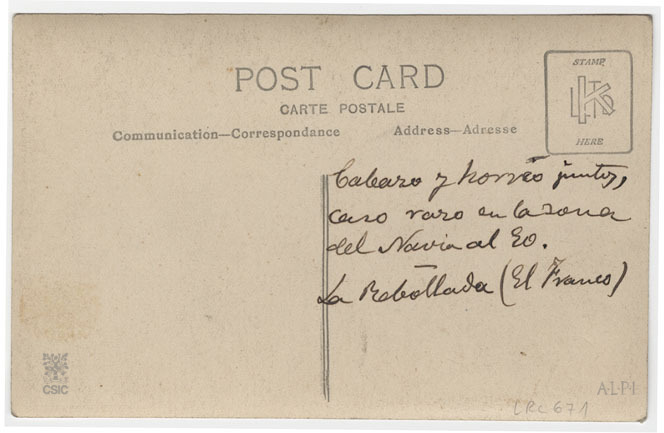 POST CARD
CARTE POSTALE
Communication—Correspondance
Address—Adresse
STAMP
HERE
Cabazo y horréo juntos,
caso raro en la zona
del Navia al Eo.
La Rebollada (El Franco)
CSIC
A·L·P·I
LRC 671